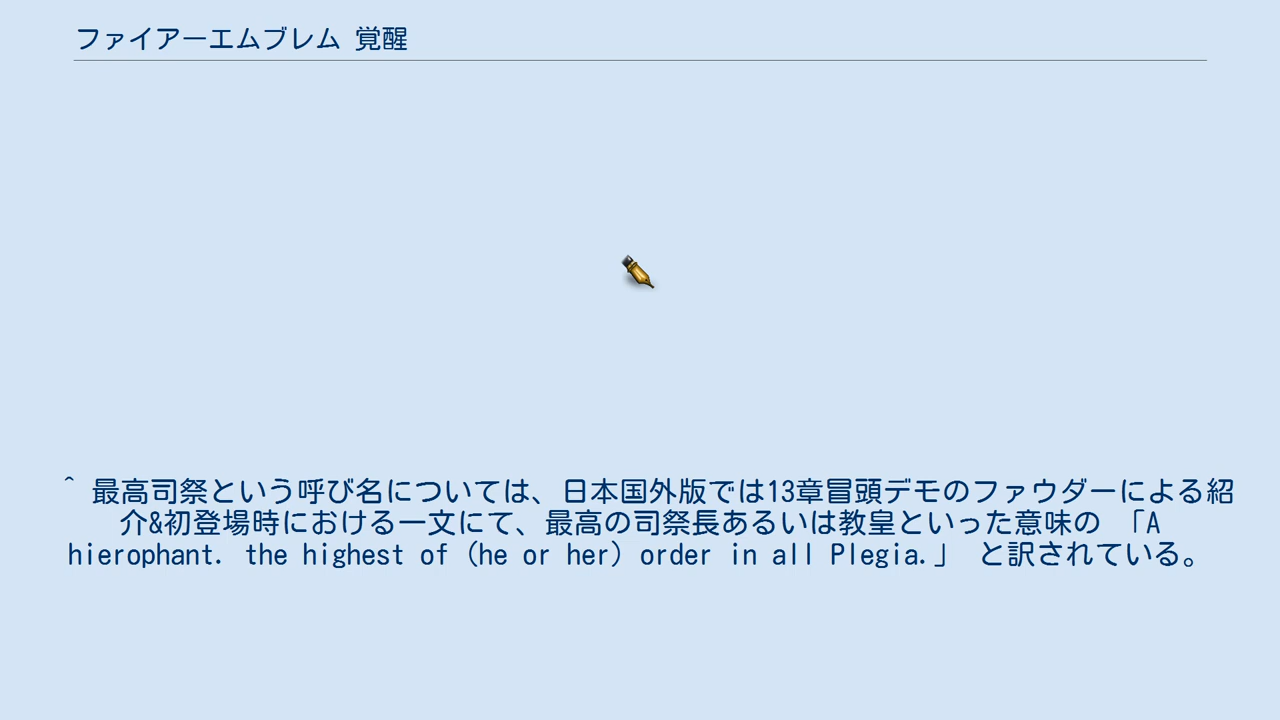 ファイアーエムブレム 覚醒
^ 最高司祭という呼び名については、日本国外版では13章冒頭デモのファウダーによる紹
介&初登場時における一文にて、最高の司祭長あるいは教皇といった意味の 「A
hierophant. the highest of (he or her) order in all Plegia.」 と訳されている。